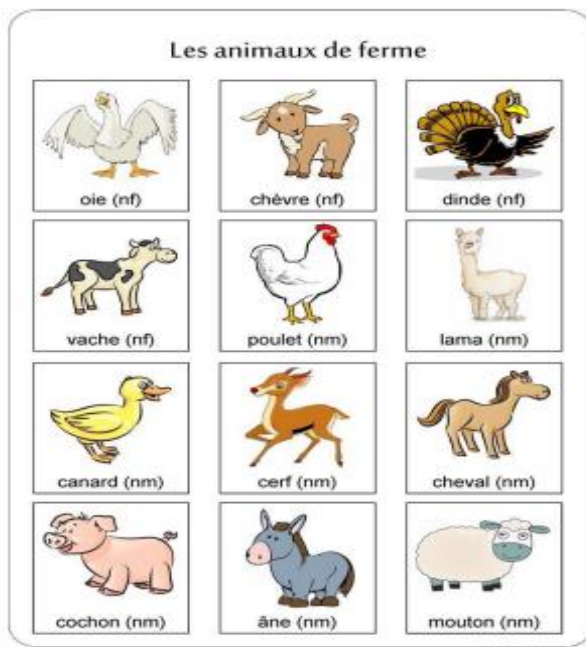 Les animaux de ferme
oie (nf)
chèvre (nf)
dinde (nf)
vache (nf)
poulet (nm)
lama (nm)
canard (nm)
cerf (nm)
cheval (nm)
cochon (nm)
âne (nm)
mouton (nm)